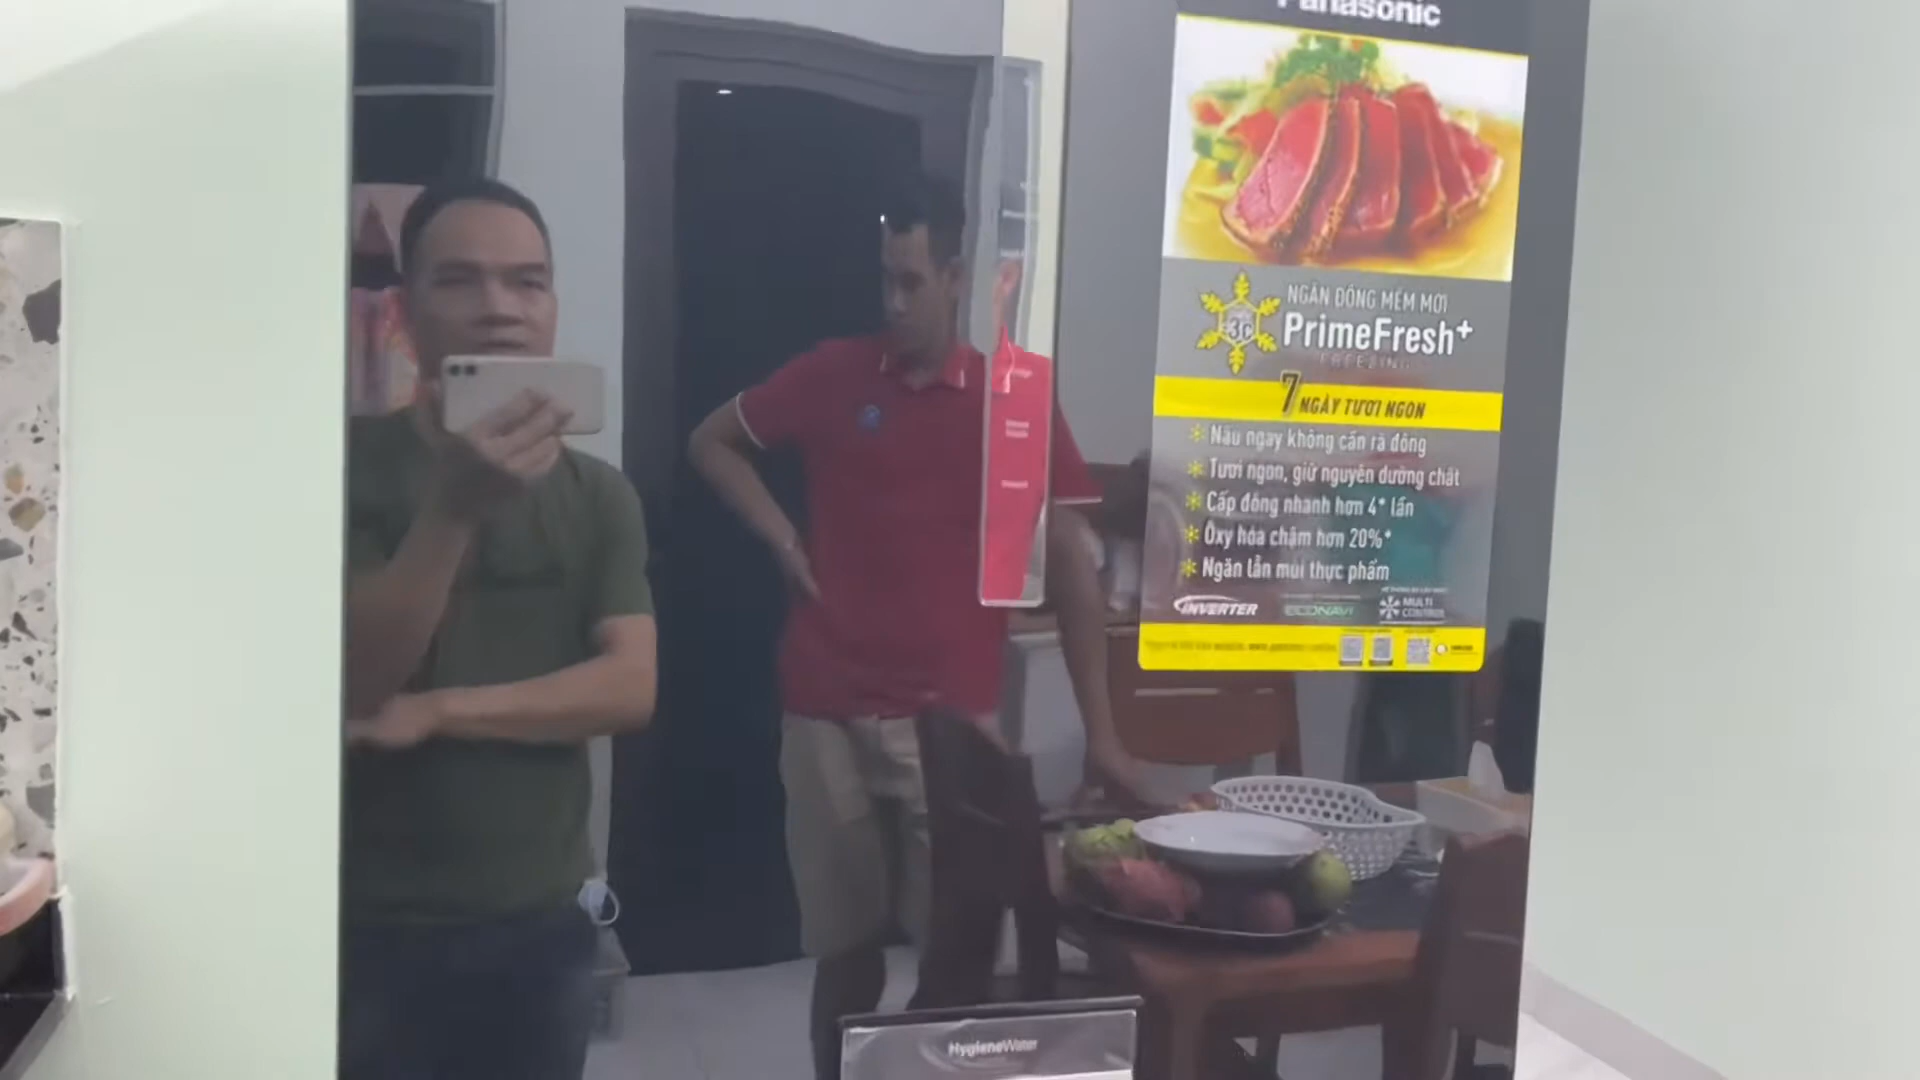 Panasonic
NGĂN ĐÔNG MỀM MỚI
-3c
PrimeFresh+
FREEZING
7 NGÀY TƯƠI NGON
Nấu ngay không cần rã đông
Tươi ngon, giữ nguyên dưỡng chất
Cấp đông nhanh hơn 4* lần
Ôxy hóa chậm hơn 20%*
Ngăn lẫn mùi thực phẩm
INVERTER
ECONAVI
MULTI
CONTROL
HygieneWater